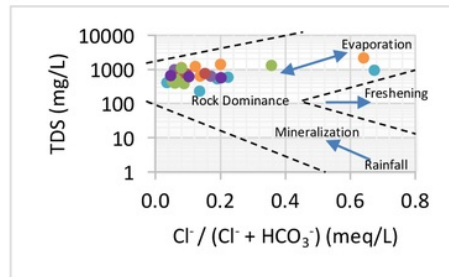 10000
1000
100
10
1
TDS (mg/L)
Evaporation
Rock Dominance
Freshening
Mineralization
Rainfall
0.0 0.2 0.4 0.6 0.8
Cl⁻ / (Cl⁻ + HCO₃⁻) (meq/L)